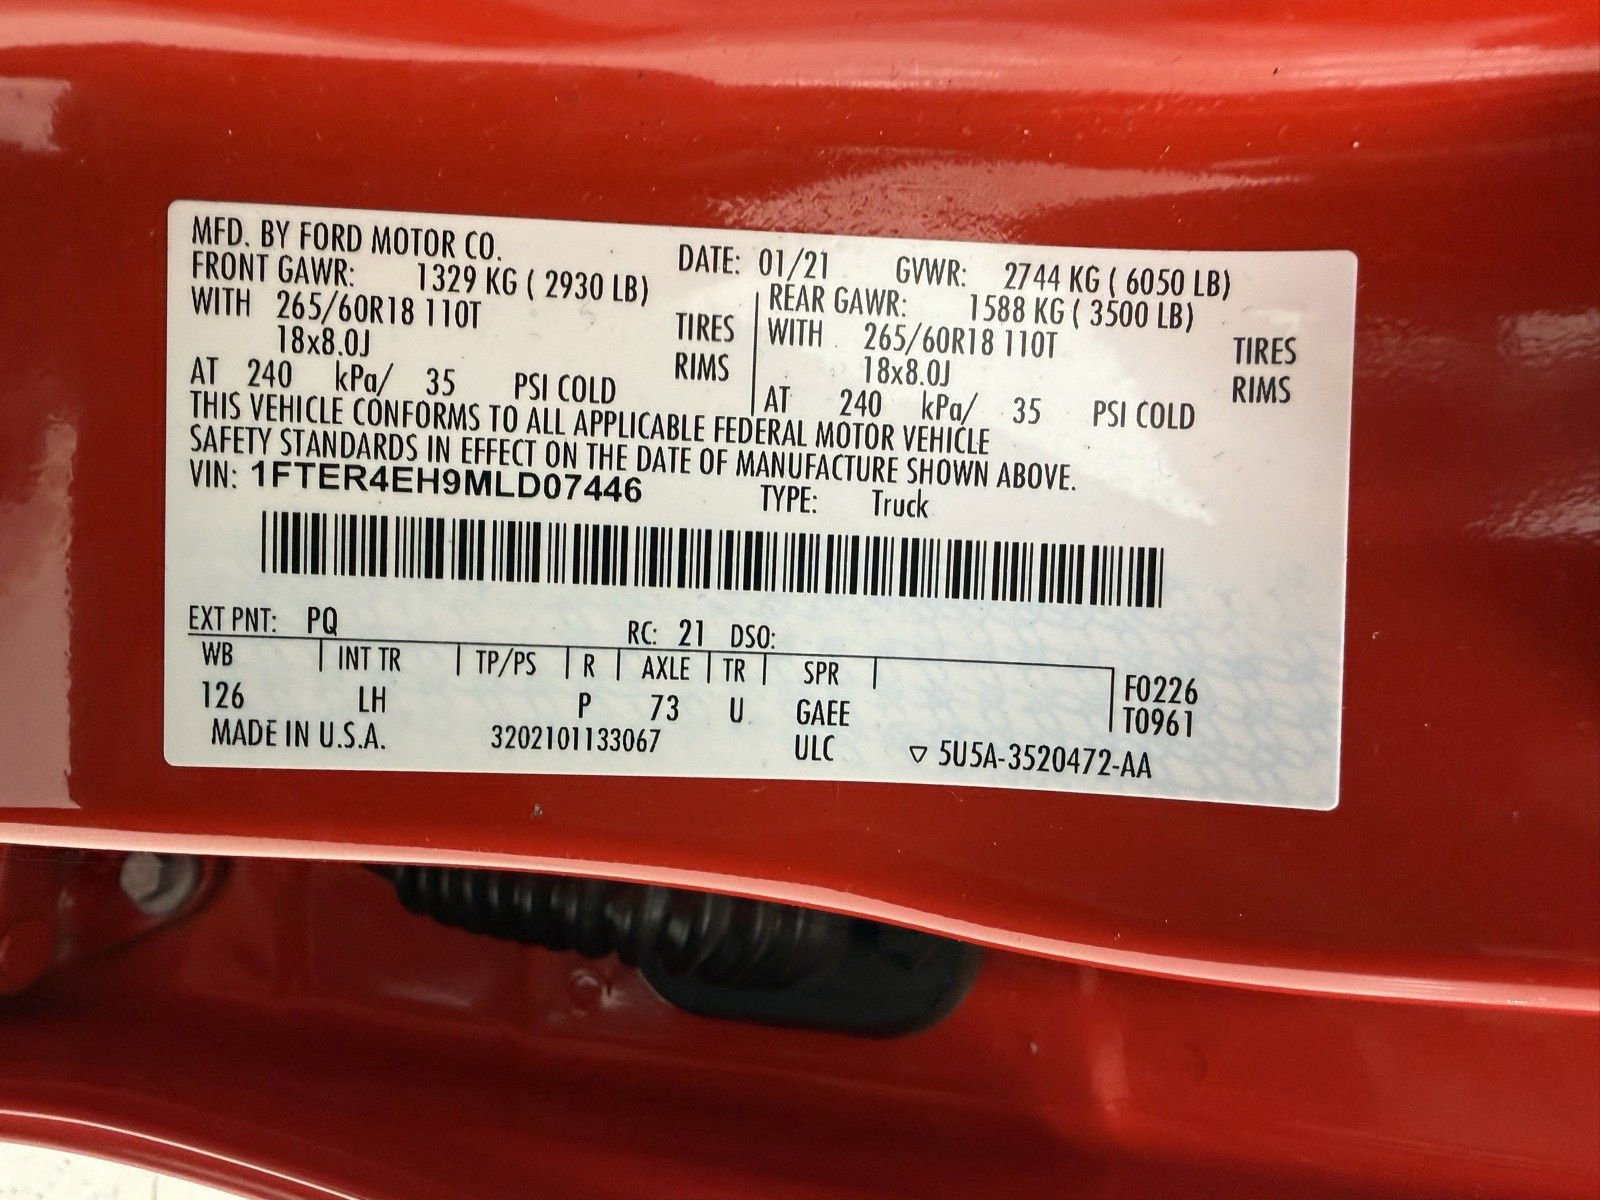 MFD. BY FORD MOTOR CO. DATE: 01/21 GVWR: 2744 KG ( 6050 LB)
FRONT GAWR: 1329 KG ( 2930 LB)
WITH 265/60R18 110T TIRES
18x8.0J RIMS
AT 240 kPa/ 35 PSI COLD
REAR GAWR: 1588 KG ( 3500 LB)
WITH 265/60R18 110T TIRES
18x8.0J RIMS
AT 240 kPa/ 35 PSI COLD
THIS VEHICLE CONFORMS TO ALL APPLICABLE FEDERAL MOTOR VEHICLE
SAFETY STANDARDS IN EFFECT ON THE DATE OF MANUFACTURE SHOWN ABOVE.
VIN: 1FTER4EH9MLD07446 TYPE: Truck
EXT PNT: PQ RC: 21 DSO:
WB INT TR TP/PS R AXLE TR SPR
126 LH P 73 U GAEE
F0226
T0961
MADE IN U.S.A. 3202101133067 ULC ▽ 5U5A-3520472-AA